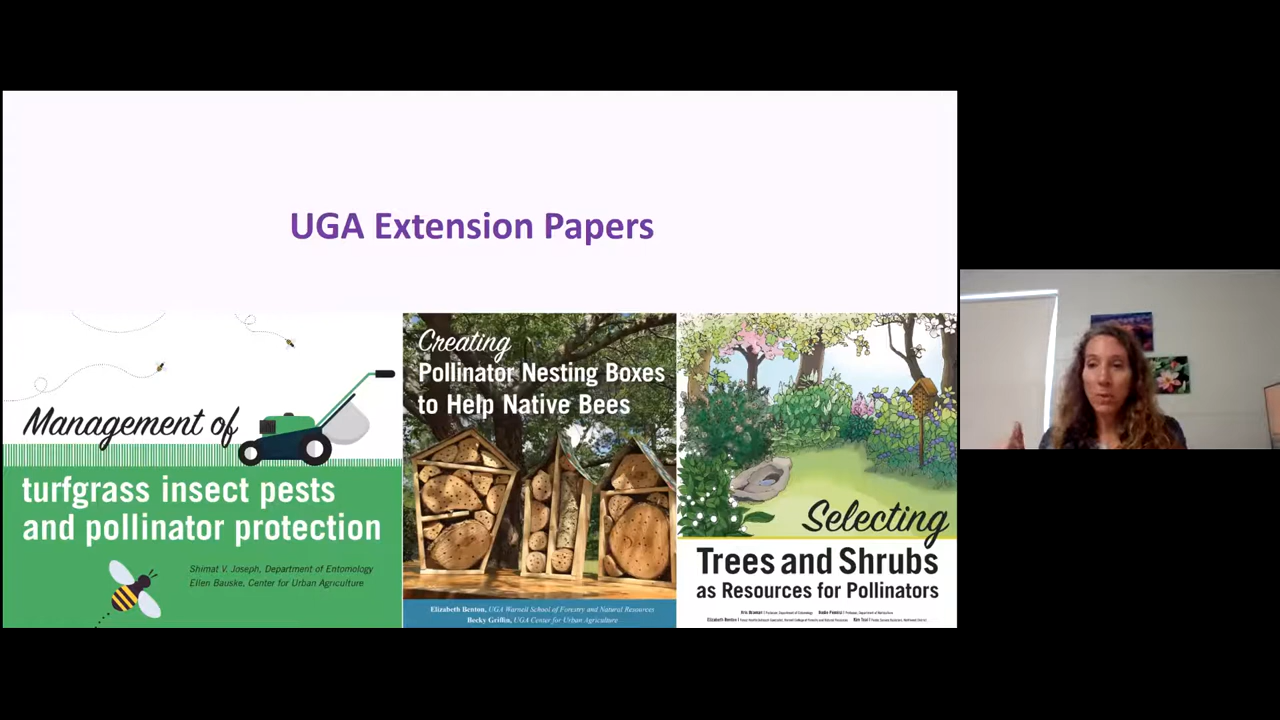 UGA Extension Papers
Management of
turfgrass insect pests
and pollinator protection
Shimat V. Joseph, Department of Entomology
Ellen Bauske, Center for Urban Agriculture
Creating
Pollinator Nesting Boxes
to Help Native Bees
Elizabeth Benton, UGA Warnell School of Forestry and Natural Resources
Becky Griffin, UGA Center for Urban Agriculture
Selecting
Trees and Shrubs
as Resources for Pollinators